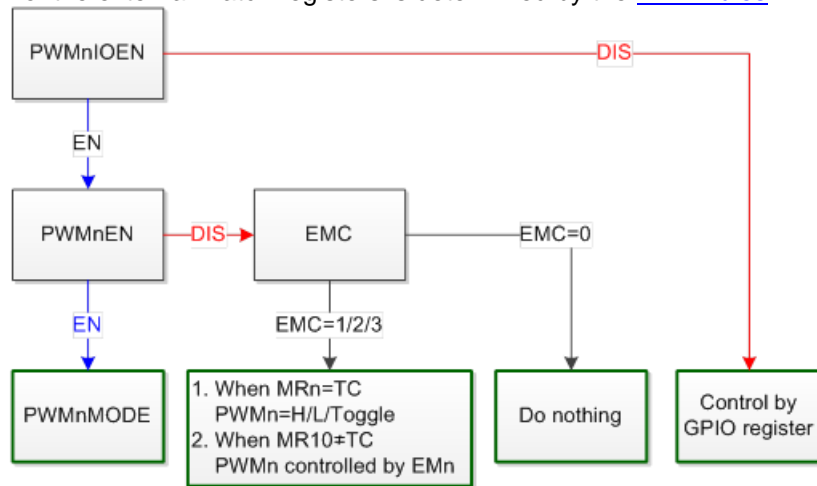 PWMnIOEN
DIS
EN
PWMnEN
DIS
EMC
EMC=0
EN
EMC=1/2/3
PWMnMODE
1. When MRn=TC
PWMn=H/L/Toggle
2. When MR10≠TC
PWMn controlled by EMn
Do nothing
Control by
GPIO register